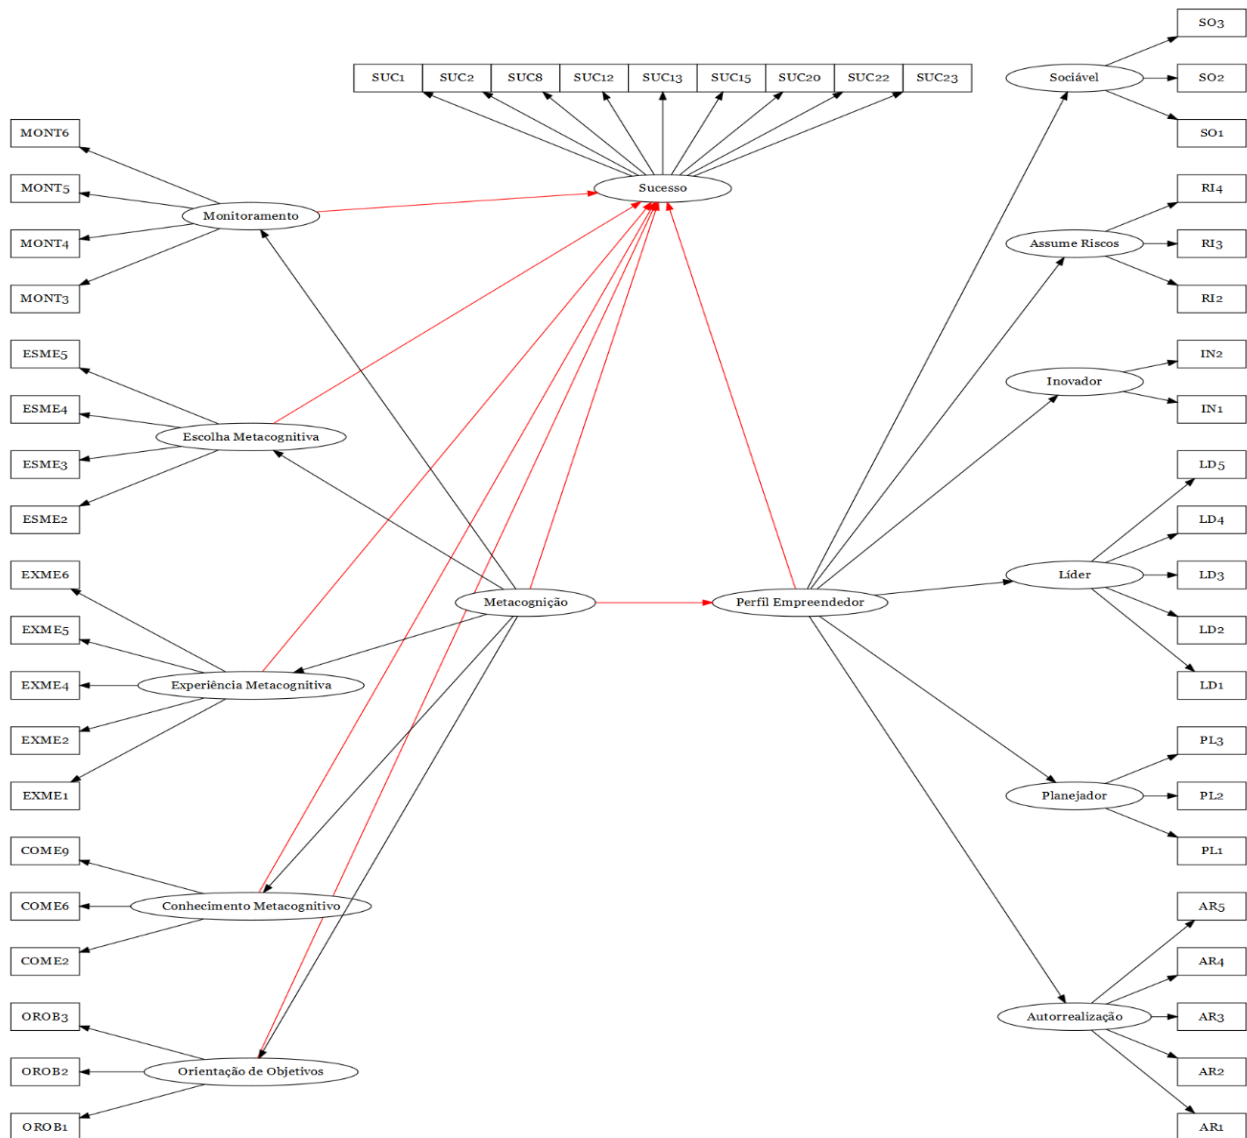 SO3
SUC1 SUC2 SUC8 SUC12 SUC13 SUC15 SUC20 SUC22 SUC23
Sociável
SO2
MONT6
SO1
MONT5
Sucesso
RI4
Monitoramento
MONT4
Assume Riscos
RI3
MONT3
RI2
ESME5
IN2
Inovador
ESME4
IN1
Escolha Metacognitiva
ESME3
LD5
ESME2
LD4
EXME6
Líder
LD3
Metacognição
Perfil Empreendedor
EXME5
LD2
EXME4
Experiência Metacognitiva
LD1
EXME2
PL3
EXME1
Planejador
PL2
COME9
PL1
COME6
Conhecimento Metacognitivo
AR5
COME2
AR4
OROB3
Autorrealização
AR3
OROB2
Orientação de Objetivos
AR2
OROB1
AR1